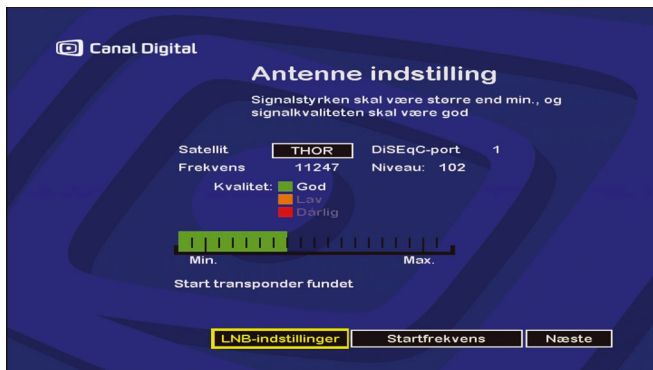 Canal Digital
Antenne indstilling
Signalstyrken skal være større end min., og
signalkvaliteten skal være god
Satellit THOR DiSEqC-port 1
Frekvens 11247 Niveau: 102
Kvalitet: God
Lav
Dårlig
Min. Max.
Start transponder fundet
LNB-indstillinger Startfrekvens Næste